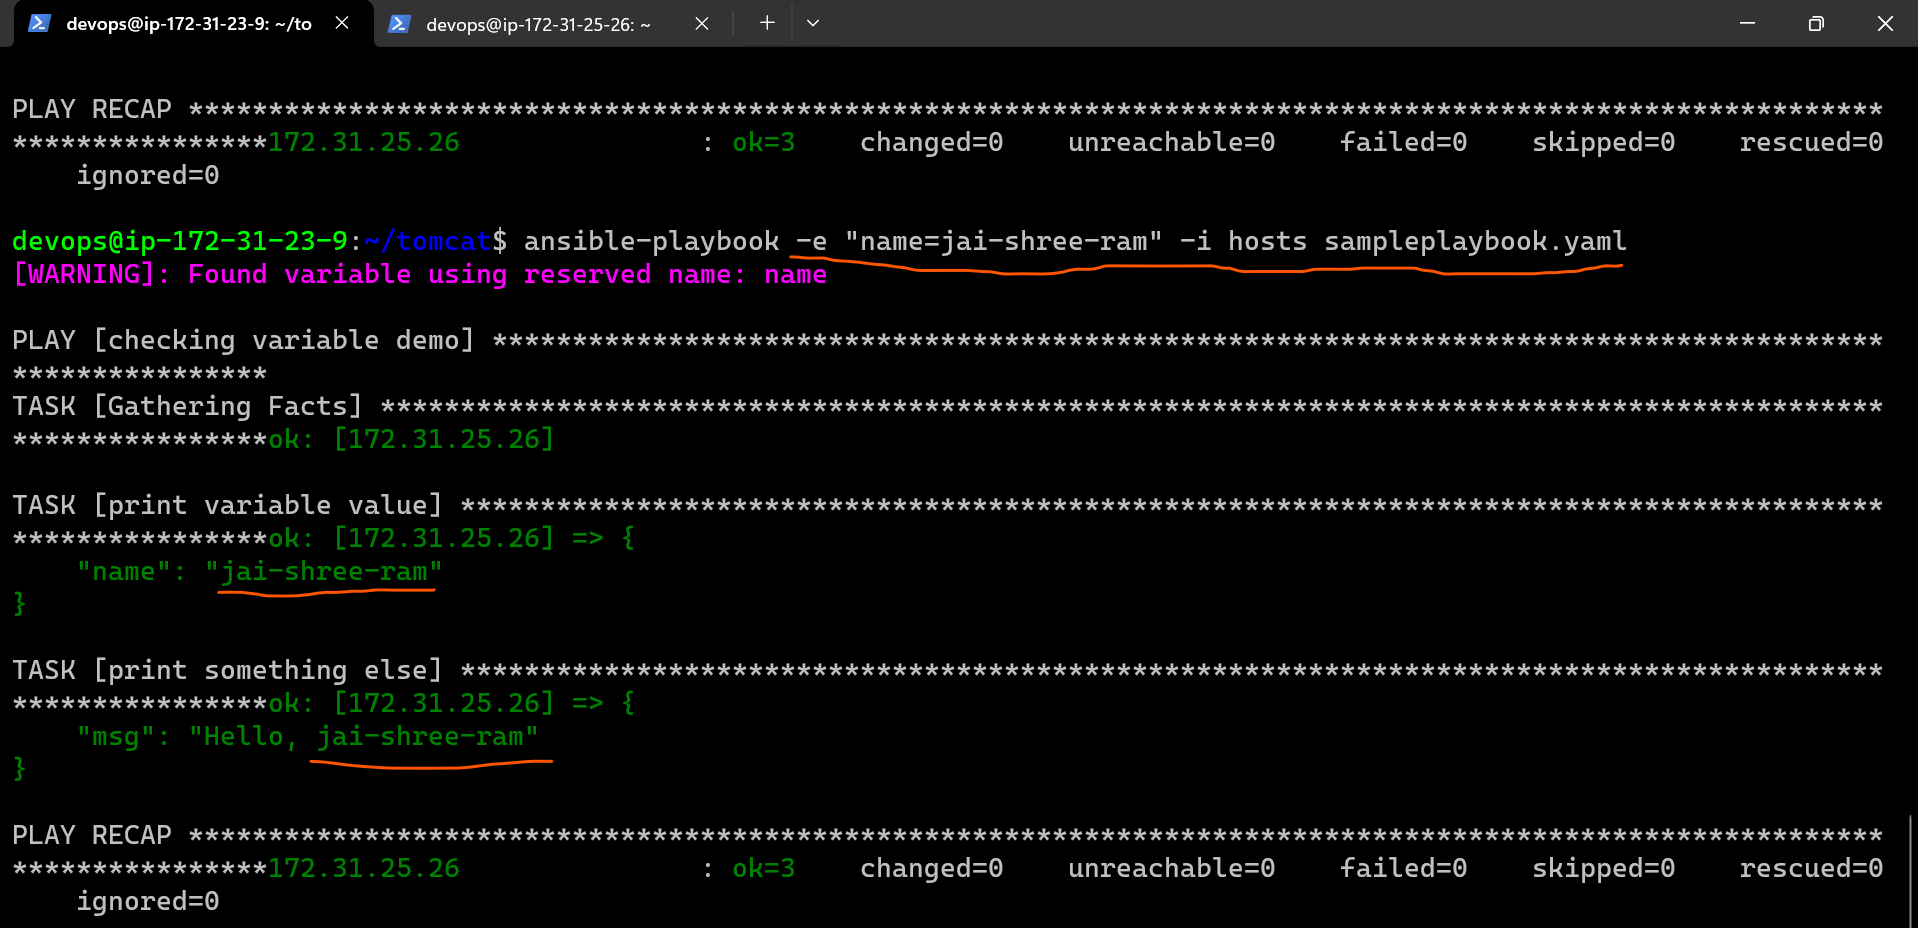 devops@ip-172-31-23-9: ~/to
devops@ip-172-31-25-26: ~
PLAY RECAP **********************************************************************************************************
****************172.31.25.26               : ok=3    changed=0    unreachable=0    failed=0    skipped=0    rescued=0
    ignored=0
devops@ip-172-31-23-9:~/tomcat$ ansible-playbook -e "name=jai-shree-ram" -i hosts sampleplaybook.yaml
[WARNING]: Found variable using reserved name: name
PLAY [checking variable demo] ***************************************************************************************
****************
TASK [Gathering Facts] **********************************************************************************************
****************ok: [172.31.25.26]
TASK [print variable value] *****************************************************************************************
****************ok: [172.31.25.26] => {
    "name": "jai-shree-ram"
}
TASK [print something else] *****************************************************************************************
****************ok: [172.31.25.26] => {
    "msg": "Hello, jai-shree-ram"
}
PLAY RECAP **********************************************************************************************************
****************172.31.25.26               : ok=3    changed=0    unreachable=0    failed=0    skipped=0    rescued=0
    ignored=0